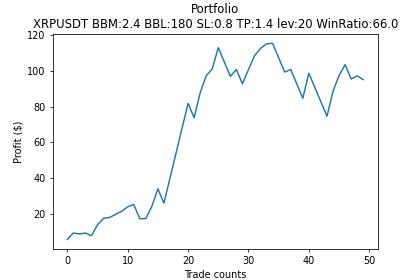 Portfolio
XRPUSDT BBM:2.4 BBL:180 SL:0.8 TP:1.4 lev:20 WinRatio:66.0
120
100
80
60
40
20
Profit ($)
0 10 20 30 40 50
Trade counts